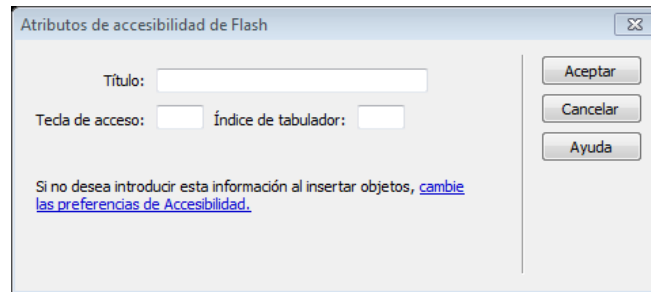 Atributos de accesibilidad de Flash
Título:
Aceptar
Tecla de acceso:
Índice de tabulador:
Cancelar
Ayuda
Si no desea introducir esta información al insertar objetos, cambie
las preferencias de Accesibilidad.